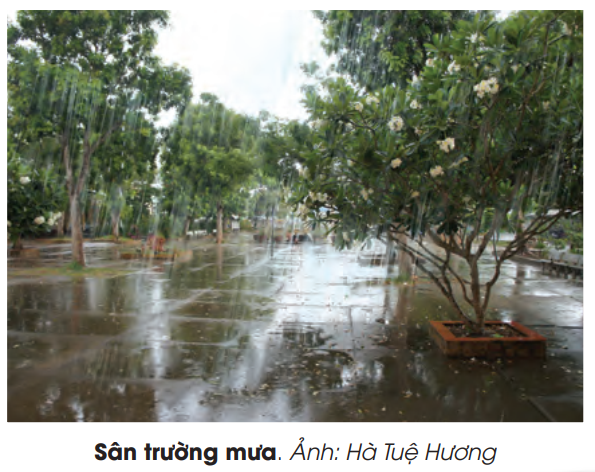 Sân trường mưa. Ảnh: Hà Tuệ Hương